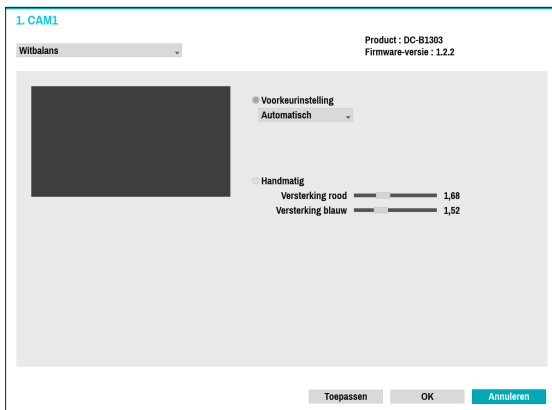 1. CAM1
Witbalans
Product : DC-B1303
Firmware-versie : 1.2.2
Voorkeurinstelling
Automatisch
Handmatig
Versterking rood 1,68
Versterking blauw 1,52
Toepassen OK Annuleren